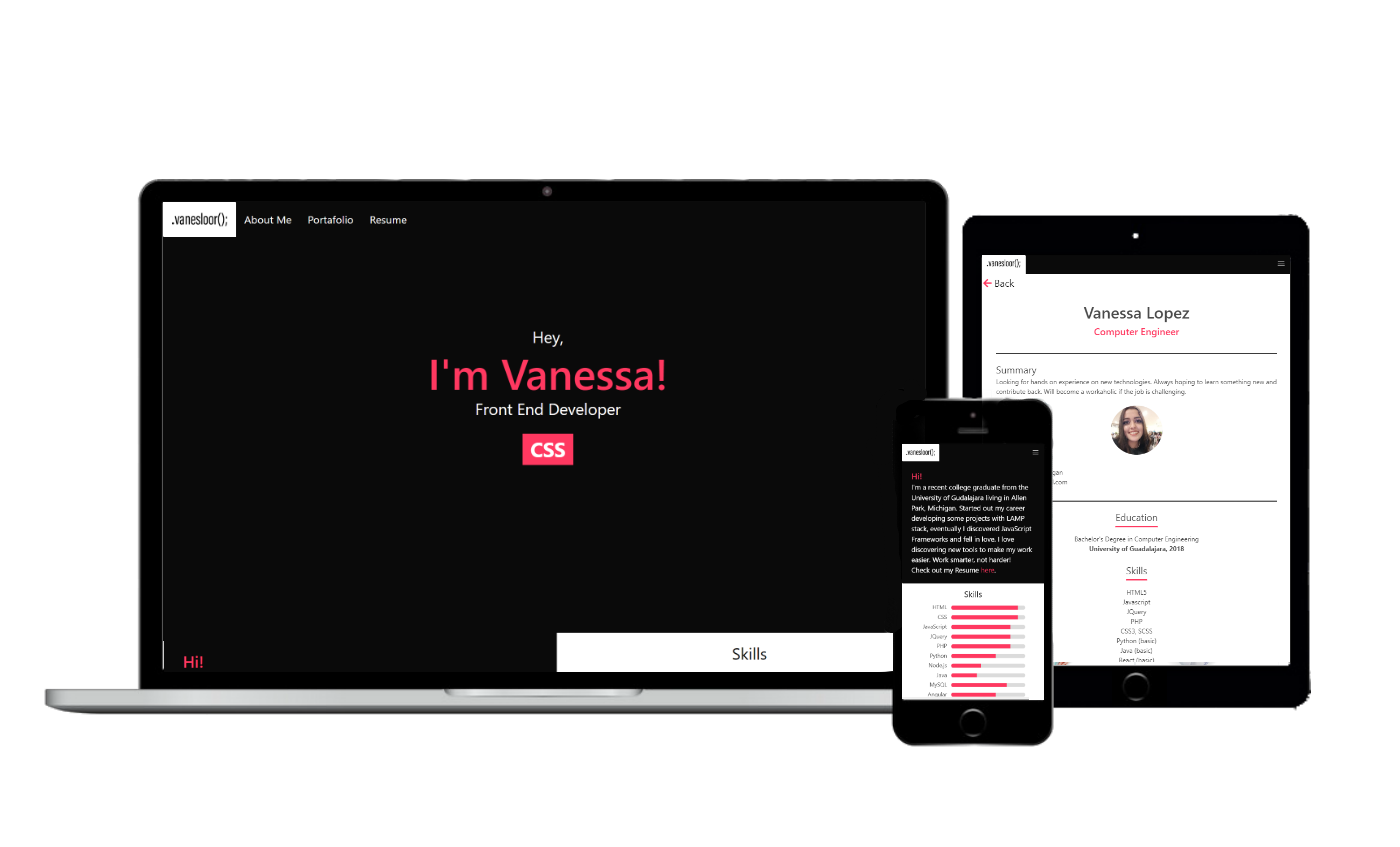 .vanesloor();
About Me
Portafolio
Resume
Hey,
I'm Vanessa!
Front End Developer
CSS
Hi!
Skills
.vanesloor();
Hi!
I'm a recent college graduate from the
University of Gudalajara living in Allen
Park, Michigan. Started out my career
developing some projects with LAMP
stack, eventually I discovered JavaScript
Frameworks and fell in love. I love
discovering new tools to make my work
easier. Work smarter, not harder!
Check out my Resume here.
Skills
HTML
CSS
JavaScript
JQuery
PHP
Python
Node.js
Java
MySQL
Angular
.vanesloor();
Back
Vanessa Lopez
Computer Engineer
Summary
Looking for hands on experience on new technologies. Always hoping to learn something new and
contribute back. Will become a workaholic if the job is challenging.
Education
Bachelor's Degree in Computer Engineering
University of Guadalajara, 2018
Skills
HTML5
Javascript
JQuery
PHP
CSS3, SCSS
Python (basic)
Java (basic)
React (basic)